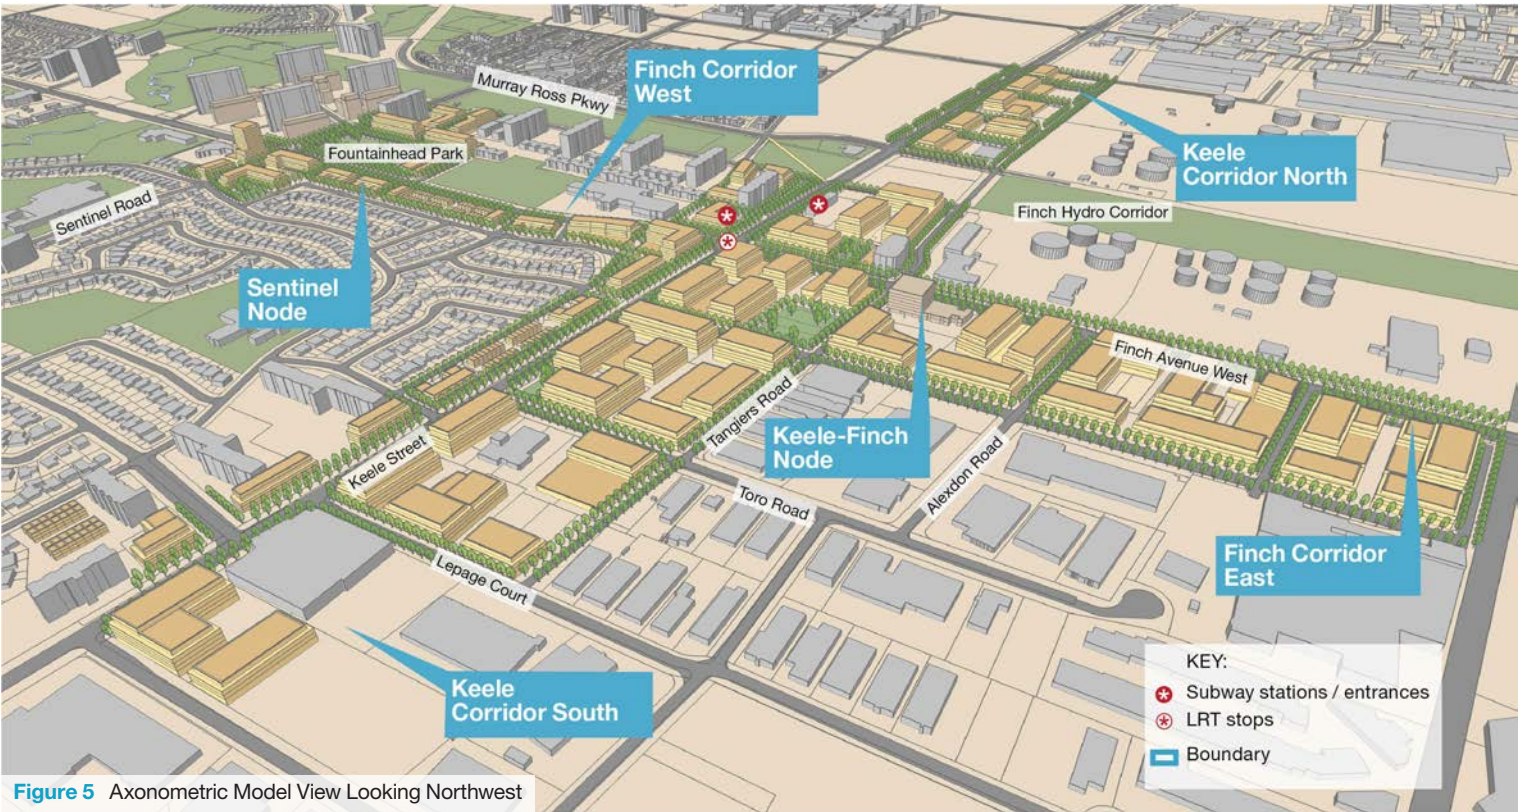 Murray Ross Pkwy
Finch Corridor
West
Keele
Corridor North
Fountainhead Park
Sentinel Road
Finch Hydro Corridor
Sentinel
Node
Finch Avenue West
Tangiers Road
Keele-Finch
Node
Keele Street
Alexdon Road
Toro Road
Finch Corridor
East
Lepage Court
Keele
Corridor South
KEY:
Subway stations / entrances
LRT stops
Boundary
Figure 5 Axonometric Model View Looking Northwest